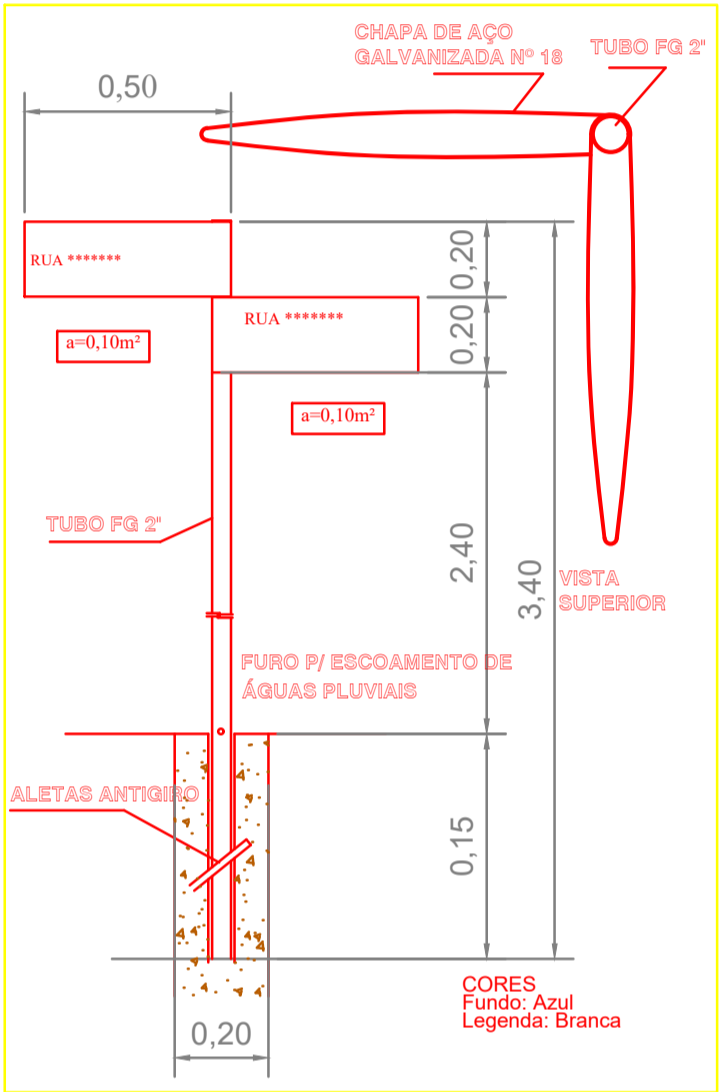 CHAPA DE AÇO
GALVANIZADA Nº 18
TUBO FG 2"
0,50
RUA *******
0,20
RUA *******
0,20
a=0,10m²
a=0,10m²
TUBO FG 2"
2,40
3,40
VISTA
SUPERIOR
FURO P/ ESCOAMENTO DE
ÁGUAS PLUVIAIS
ALETAS ANTIGIRO
0,15
CORES
Fundo: Azul
Legenda: Branca
0,20